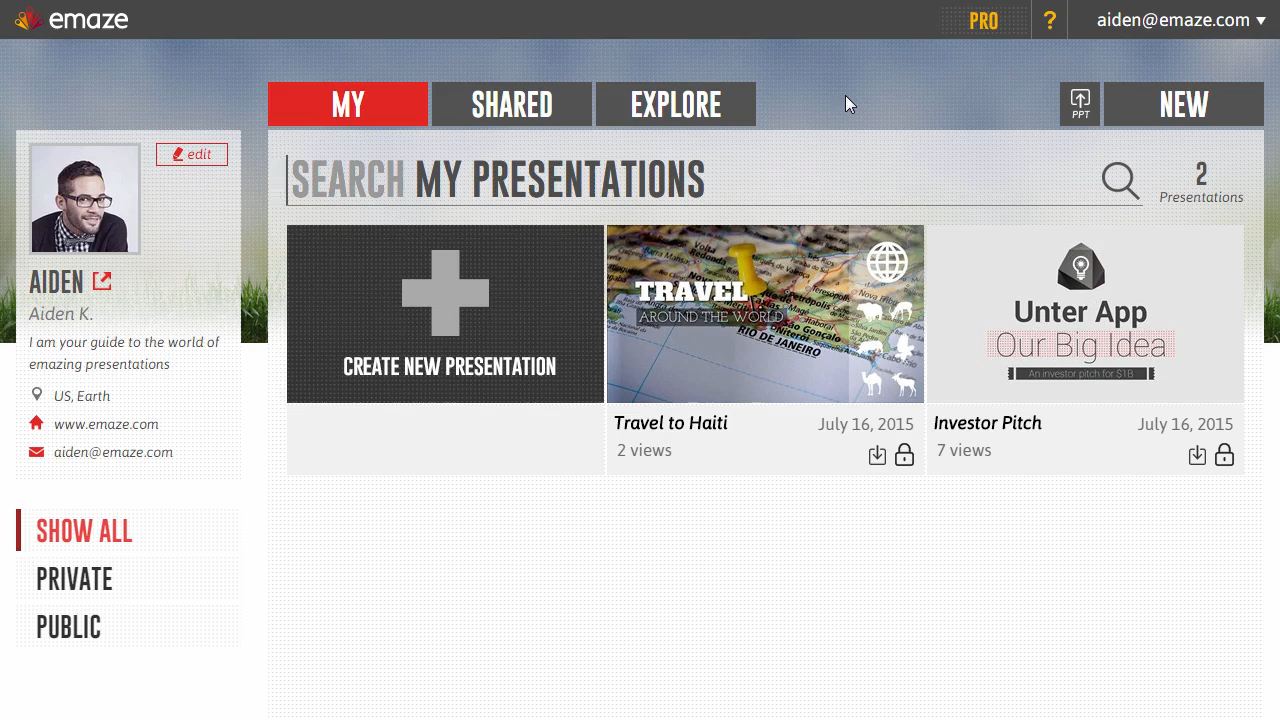 emaze
PRO
?
aiden@emaze.com
MY
SHARED
EXPLORE
PPT
NEW
edit
AIDEN
Aiden K.
I am your guide to the world of
emazing presentations
US, Earth
www.emaze.com
aiden@emaze.com
SHOW ALL
PRIVATE
PUBLIC
SEARCH MY PRESENTATIONS
2
Presentations
CREATE NEW PRESENTATION
TRAVEL
AROUND THE WORLD
RIO DE JANEIRO
Travel to Haiti
July 16, 2015
2 views
Unter App
Our Big Idea
An investor pitch for $1B
Investor Pitch
July 16, 2015
7 views